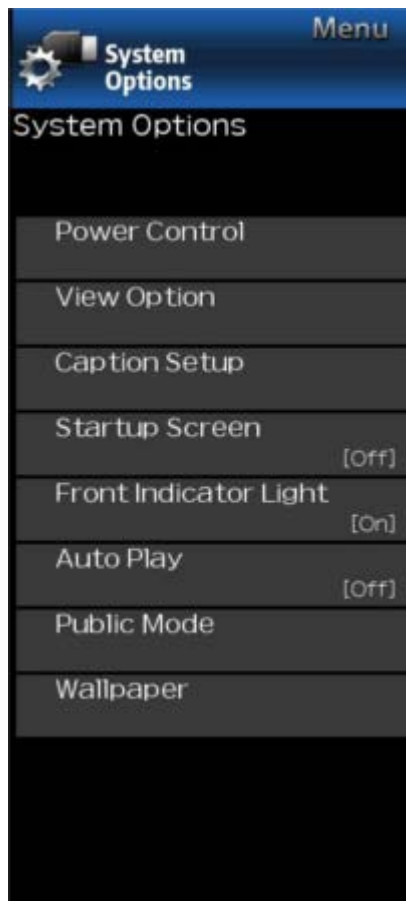 Menu
System
Options
System Options
Power Control
View Option
Caption Setup
Startup Screen
[Off]
Front Indicator Light
[On]
Auto Play
[Off]
Public Mode
Wallpaper